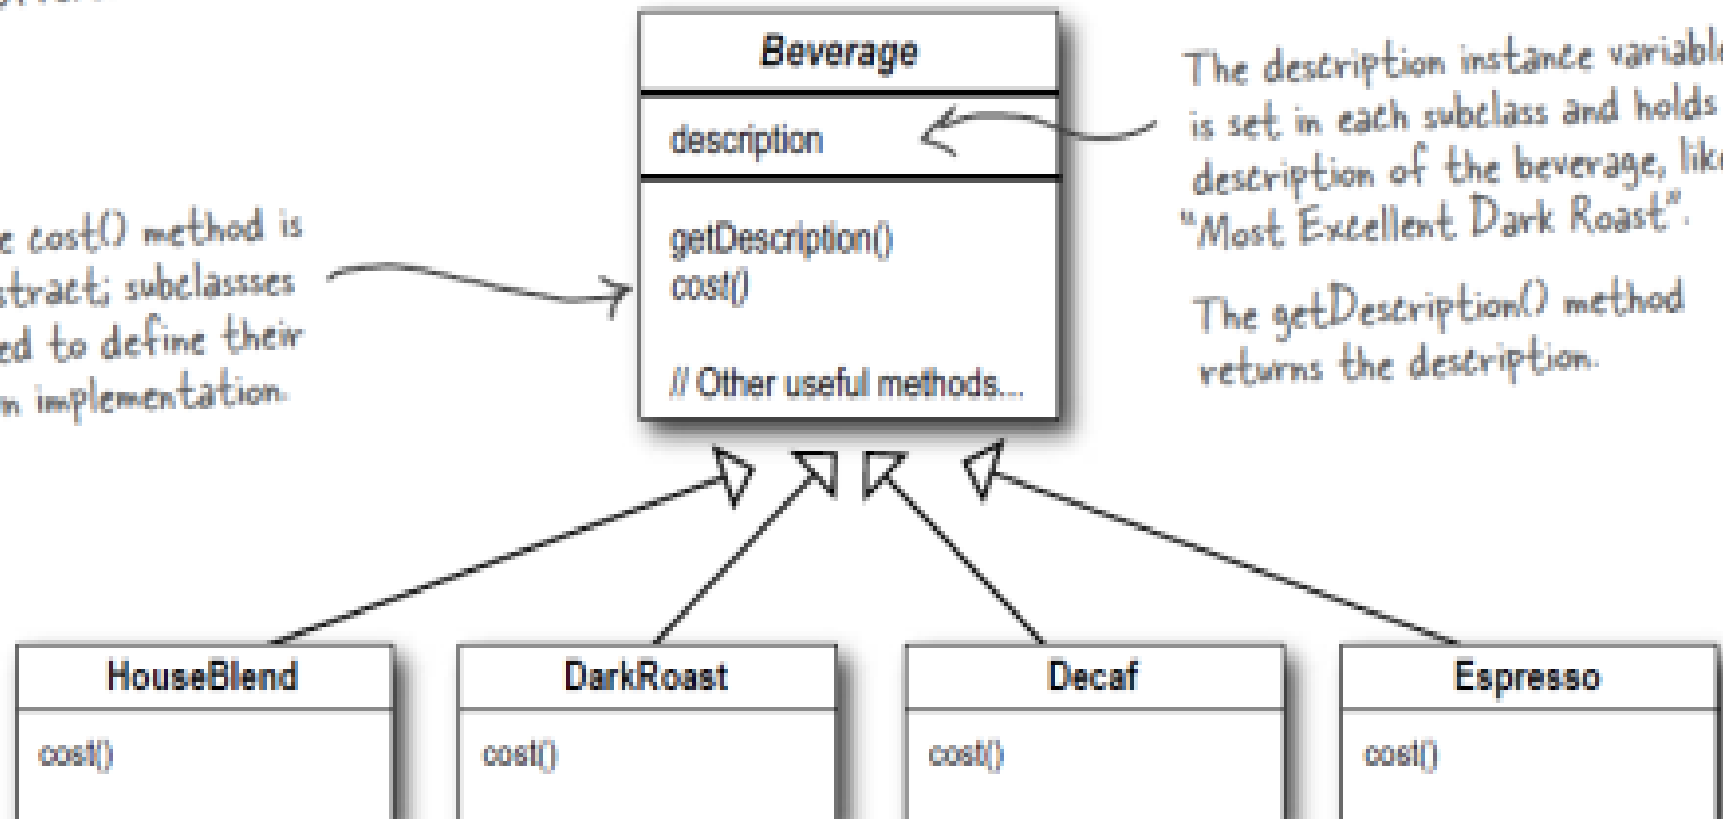 Beverage
description
getDescription()
cost()
// Other useful methods...
The description instance variable
is set in each subclass and holds
description of the beverage, like
"Most Excellent Dark Roast".
The getDescription() method
returns the description.
e cost() method is
stract; subclassses
ed to define their
n implementation.
HouseBlend
cost()
DarkRoast
cost()
Decaf
cost()
Espresso
cost()